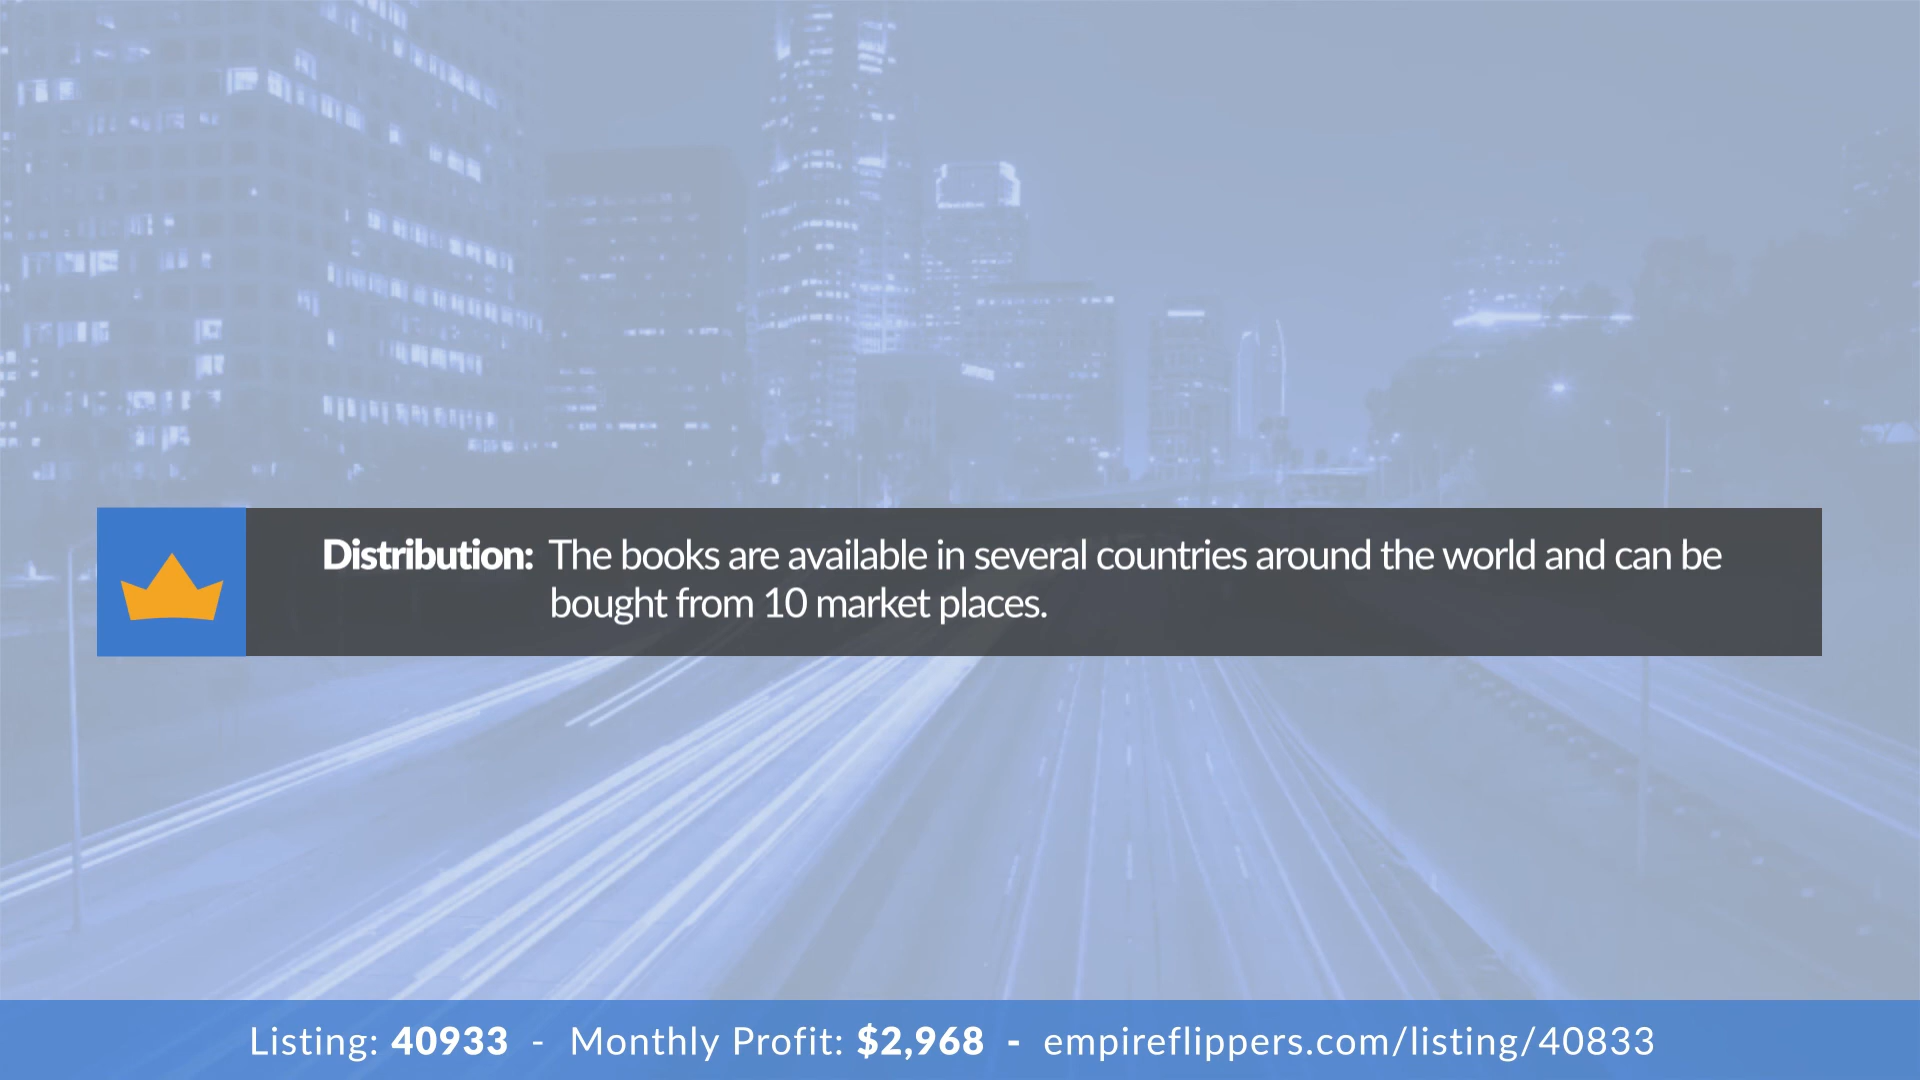 Distribution: The books are available in several countries around the world and can be
bought from 10 market places.
Listing: 40933 - Monthly Profit: $2,968 - empireflippers.com/listing/40833